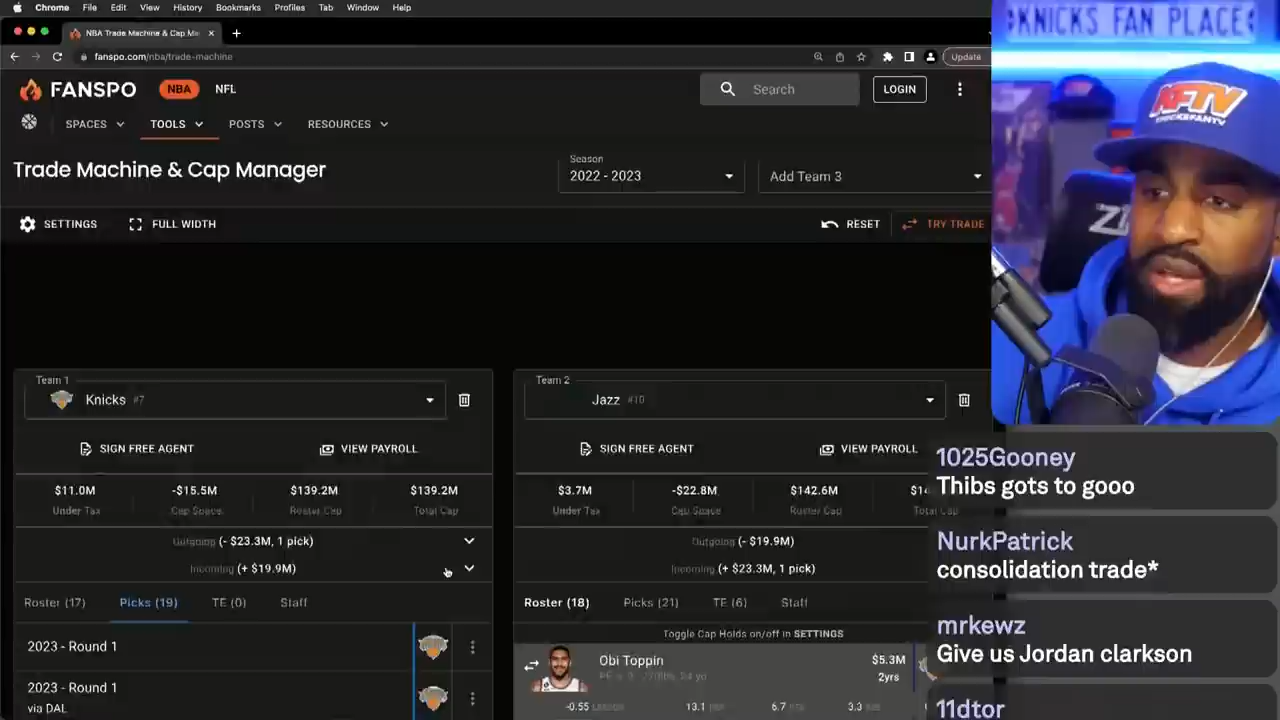 Chrome File Edit View History Bookmarks Profiles Tab Window Help
NBA Trade Machine & Cap Ma
fanspo.com/nba/trade-machine
Update
FANSPO NBA NFL
Search
LOGIN
SPACES TOOLS POSTS RESOURCES
Trade Machine & Cap Manager
Season
2022 - 2023
Add Team 3
SETTINGS FULL WIDTH
RESET TRY TRADE
Team 1
Knicks #7
SIGN FREE AGENT VIEW PAYROLL
$11.0M -$15.5M $139.2M $139.2M
Under Tax Cap Space Roster Cap Total Cap
Outgoing (- $23.3M, 1 pick)
Incoming (+ $19.9M)
Roster (17) Picks (19) TE (0) Staff
2023 - Round 1
2023 - Round 1
via DAL
Team 2
Jazz #10
SIGN FREE AGENT VIEW PAYROLL
$3.7M -$22.8M $142.6M $14
Under Tax Cap Space Roster Cap Total Cap
Outgoing (- $19.9M)
Incoming (+ $23.3M, 1 pick)
Roster (18) Picks (21) TE (6) Staff
Toggle Cap Holds on/off in SETTINGS
Obi Toppin
$5.3M
2yrs
-0.55 13.1 6.7 3.3
KNICKS FAN PLACE
KFTV
KNICKSFANTV
1025Gooney
Thibs gots to gooo
NurkPatrick
consolidation trade*
mrkewz
Give us Jordan clarkson
11dtor